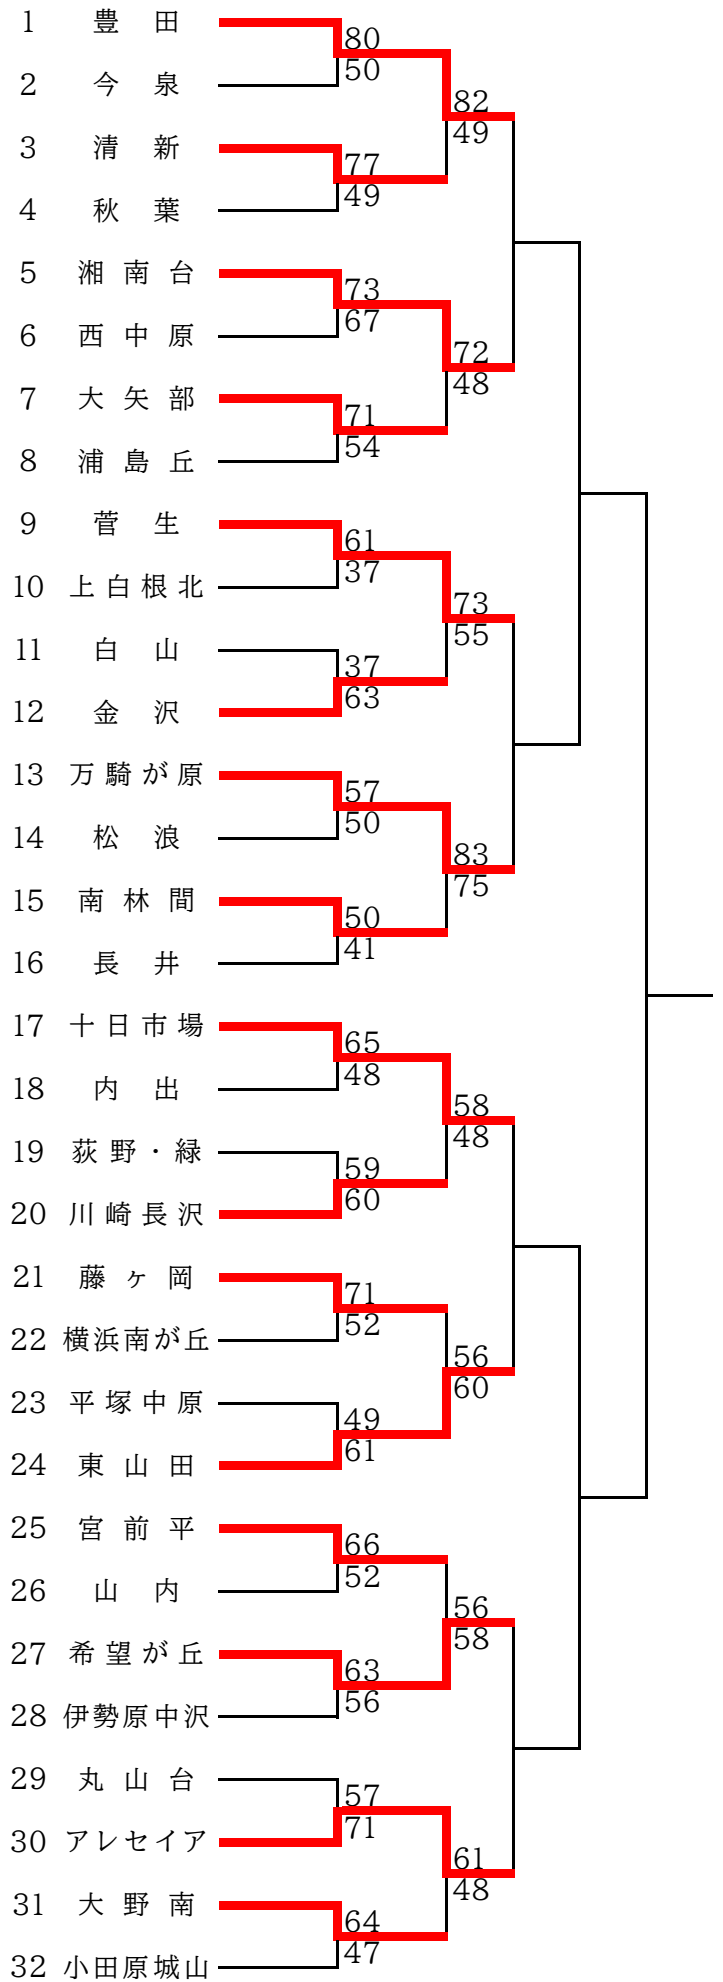 1 豊田
80
50
2 今泉
82
49
3 清新
77
49
4 秋葉
5 湘南台
73
67
6 西中原
72
48
7 大矢部
71
54
8 浦島丘
9 菅生
61
37
10 上白根北
73
55
11 白山
37
63
12 金沢
13 万騎が原
57
50
14 松浪
83
75
15 南林間
50
41
16 長井
17 十日市場
65
48
18 内出
58
48
19 荻野・緑
59
60
20 川崎長沢
21 藤ヶ岡
71
52
22 横浜南が丘
56
60
23 平塚中原
49
61
24 東山田
25 宮前平
66
52
26 山内
56
58
27 希望が丘
63
56
28 伊勢原中沢
29 丸山台
57
71
30 アレセイア
61
48
31 大野南
64
47
32 小田原城山